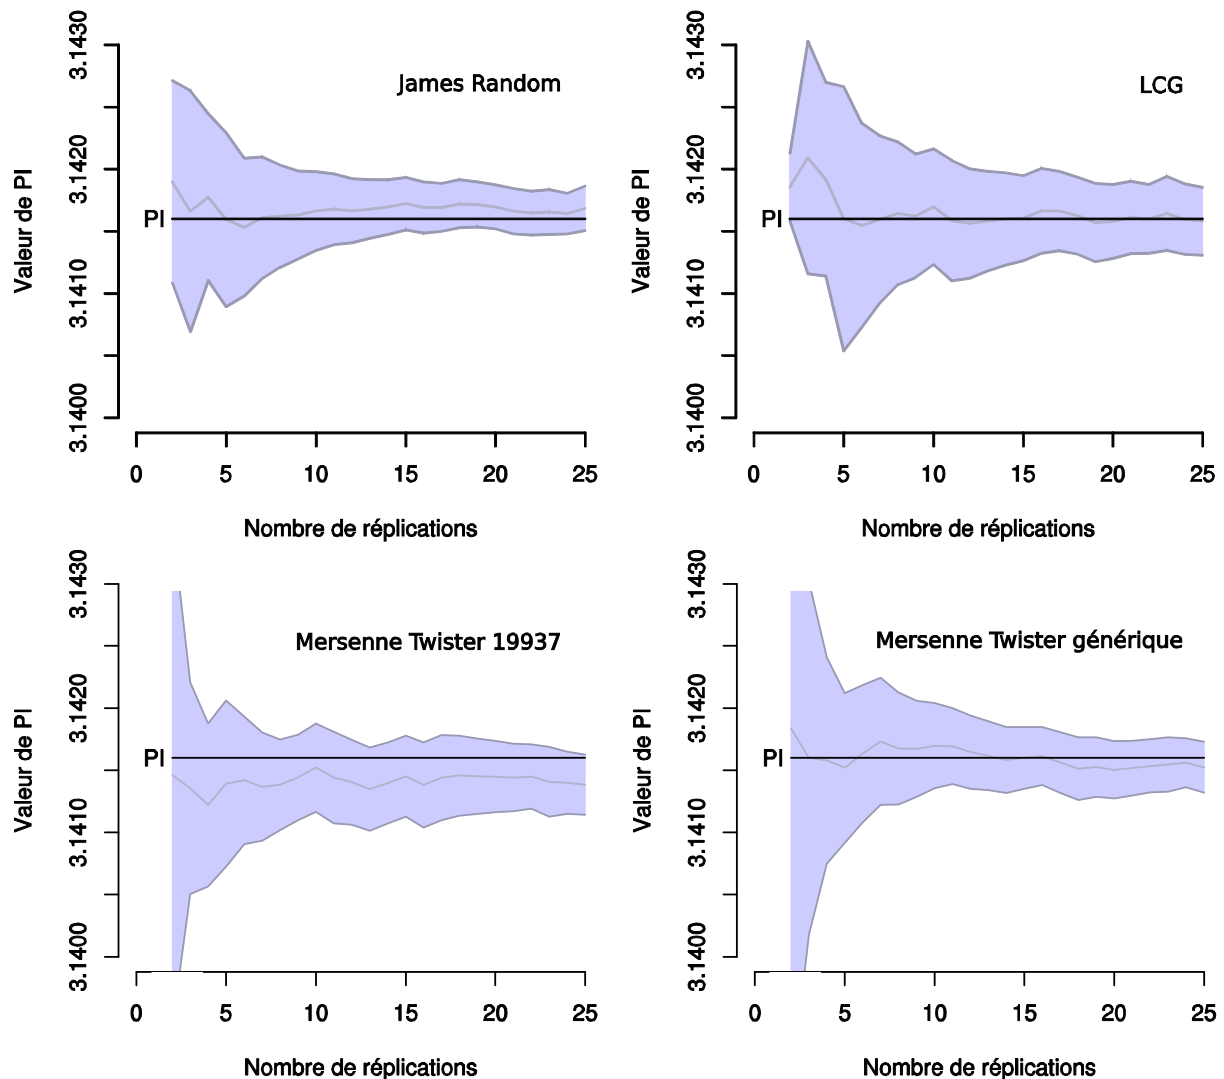 James Random
Valeur de PI
3.1400 3.1410 3.1420 3.1430
PI
0 5 10 15 20 25
Nombre de réplications
LCG
Valeur de PI
3.1400 3.1410 3.1420 3.1430
PI
0 5 10 15 20 25
Nombre de réplications
Mersenne Twister 19937
Valeur de PI
3.1400 3.1410 3.1420 3.1430
PI
0 5 10 15 20 25
Nombre de réplications
Mersenne Twister générique
Valeur de PI
3.1400 3.1410 3.1420 3.1430
PI
0 5 10 15 20 25
Nombre de réplications